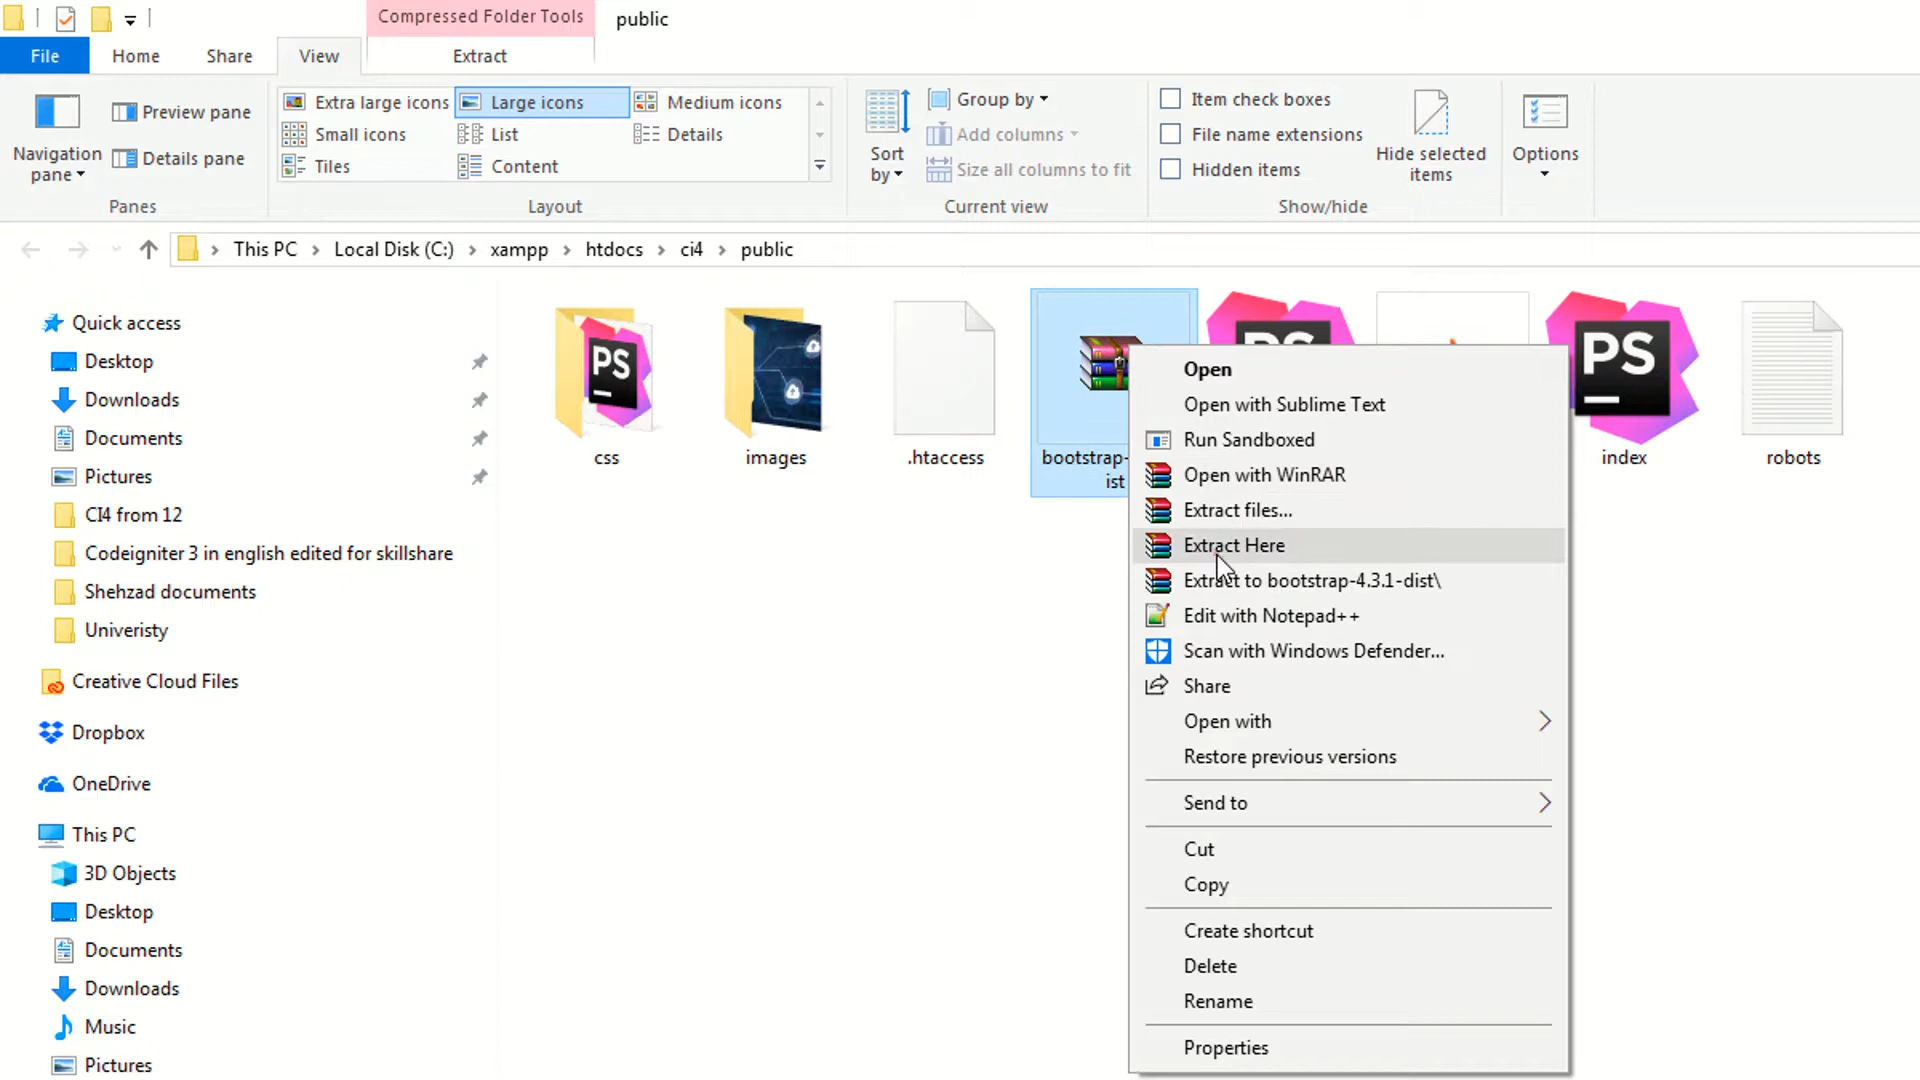 Compressed Folder Tools
public
File
Home
Share
View
Extract
Navigation
pane
Preview pane
Details pane
Panes
Extra large icons
Large icons
Medium icons
Small icons
List
Details
Tiles
Content
Layout
Sort
by
Group by
Add columns
Size all columns to fit
Current view
Item check boxes
File name extensions
Hidden items
Hide selected
items
Show/hide
Options
This PC
Local Disk (C:)
xampp
htdocs
ci4
public
Quick access
Desktop
Downloads
Documents
Pictures
CI4 from 12
Codeigniter 3 in english edited for skillshare
Shehzad documents
Univeristy
Creative Cloud Files
Dropbox
OneDrive
This PC
3D Objects
Desktop
Documents
Downloads
Music
Pictures
PS
css
images
.htaccess
bootstrap-
ist
PS
PS
index
robots
Open
Open with Sublime Text
Run Sandboxed
Open with WinRAR
Extract files...
Extract Here
Extract to bootstrap-4.3.1-dist\
Edit with Notepad++
Scan with Windows Defender...
Share
Open with
Restore previous versions
Send to
Cut
Copy
Create shortcut
Delete
Rename
Properties